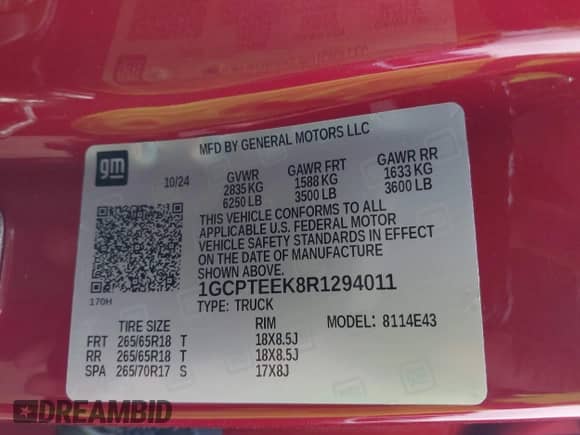 MFD BY GENERAL MOTORS LLC
gm
10/24
GVWR
2835 KG
6250 LB
GAWR FRT
1588 KG
3500 LB
GAWR RR
1633 KG
3600 LB
THIS VEHICLE CONFORMS TO ALL
APPLICABLE U.S. FEDERAL MOTOR
VEHICLE SAFETY STANDARDS IN EFFECT
ON THE DATE OF MANUFACTURE
SHOWN ABOVE.
170H
1GCPTEEK8R1294011
TYPE: TRUCK
TIRE SIZE RIM MODEL: 8114E43
FRT 265/65R18 T 18X8.5J
RR 265/65R18 T 18X8.5J
SPA 265/70R17 S 17X8J
DREAMBID